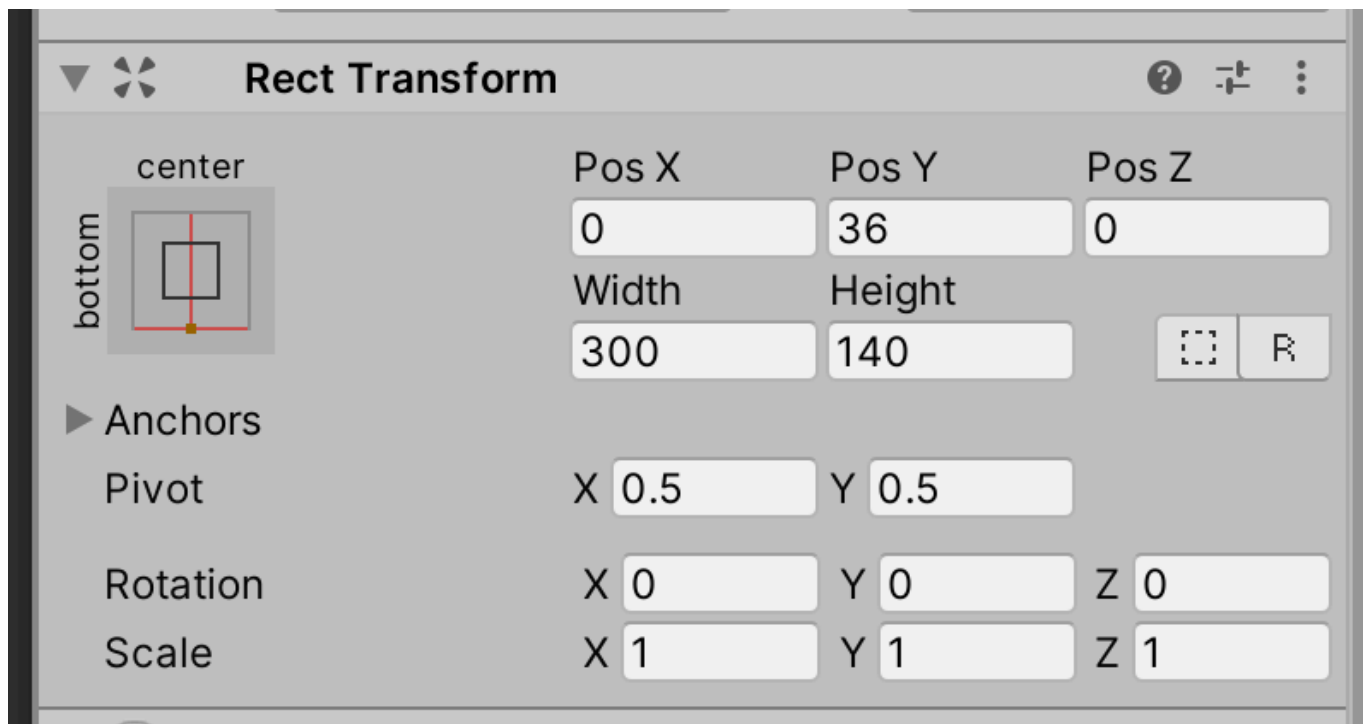 Rect Transform
center
bottom
Pos X Pos Y Pos Z
0 36 0
Width Height
300 140
R
Anchors
Pivot X 0.5 Y 0.5
Rotation X 0 Y 0 Z 0
Scale X 1 Y 1 Z 1